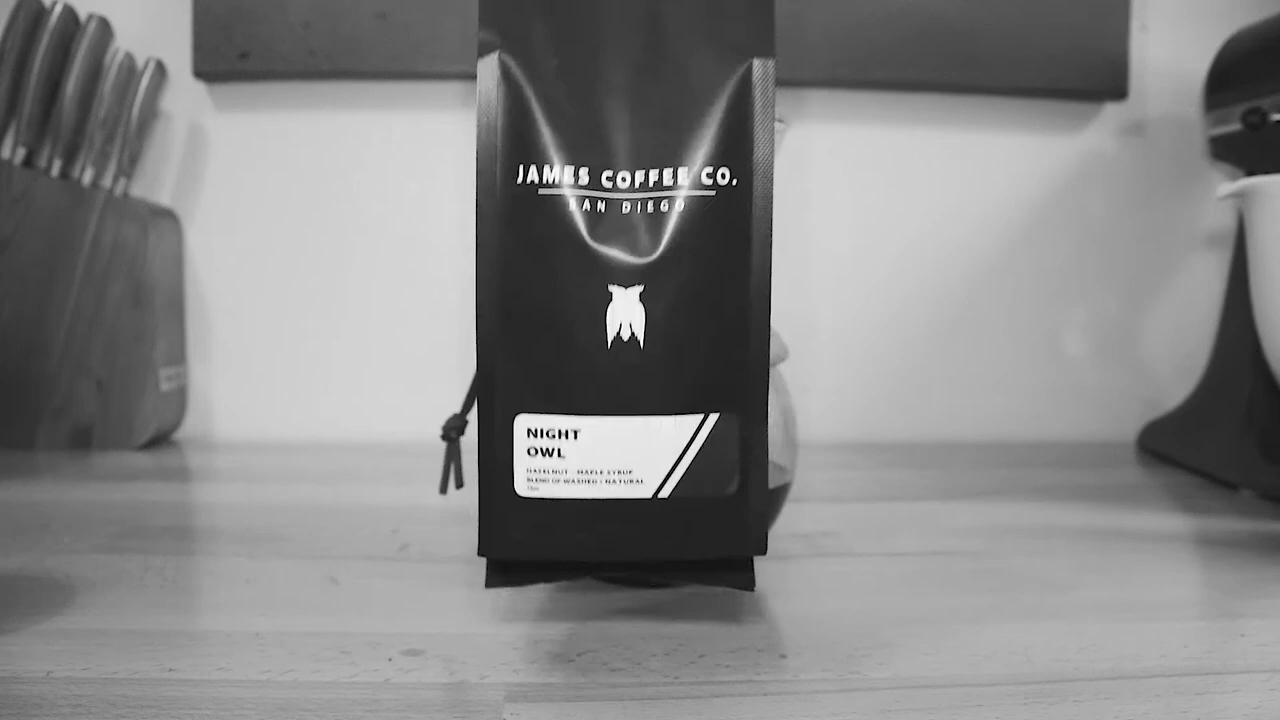 JAMES COFFEE CO.
SAN DIEGO
NIGHT
OWL
HAZELNUT - MAPLE SYRUP
BLEND OF WASHED + NATURAL